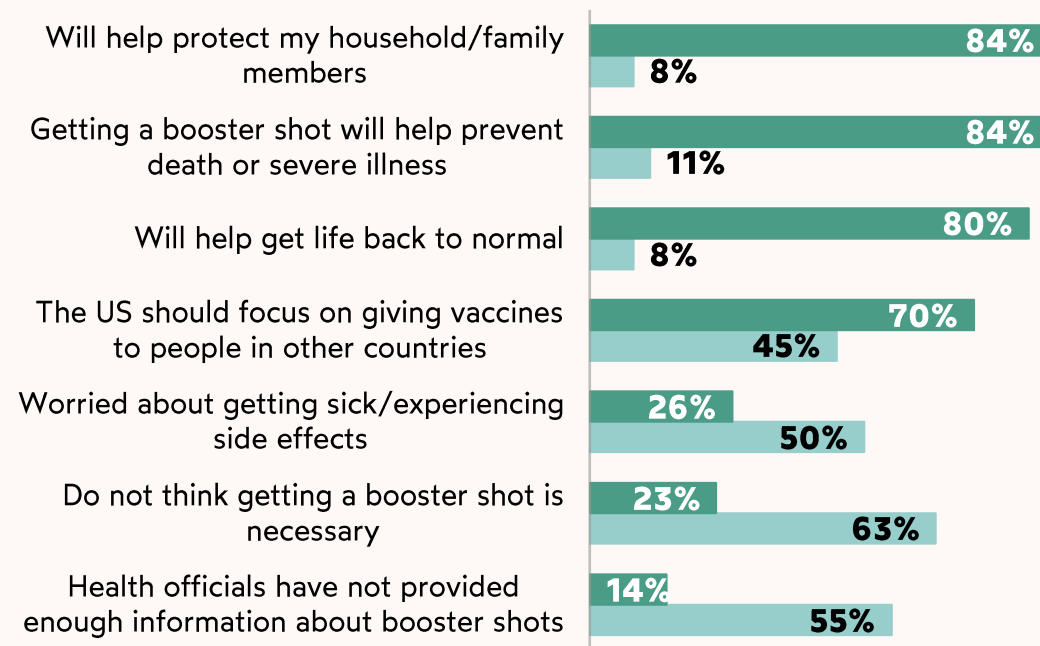 Will help protect my household/family
members
84%
8%
Getting a booster shot will help prevent
death or severe illness
84%
11%
Will help get life back to normal
80%
8%
The US should focus on giving vaccines
to people in other countries
70%
45%
Worried about getting sick/experiencing
side effects
26%
50%
Do not think getting a booster shot is
necessary
23%
63%
Health officials have not provided
enough information about booster shots
14%
55%